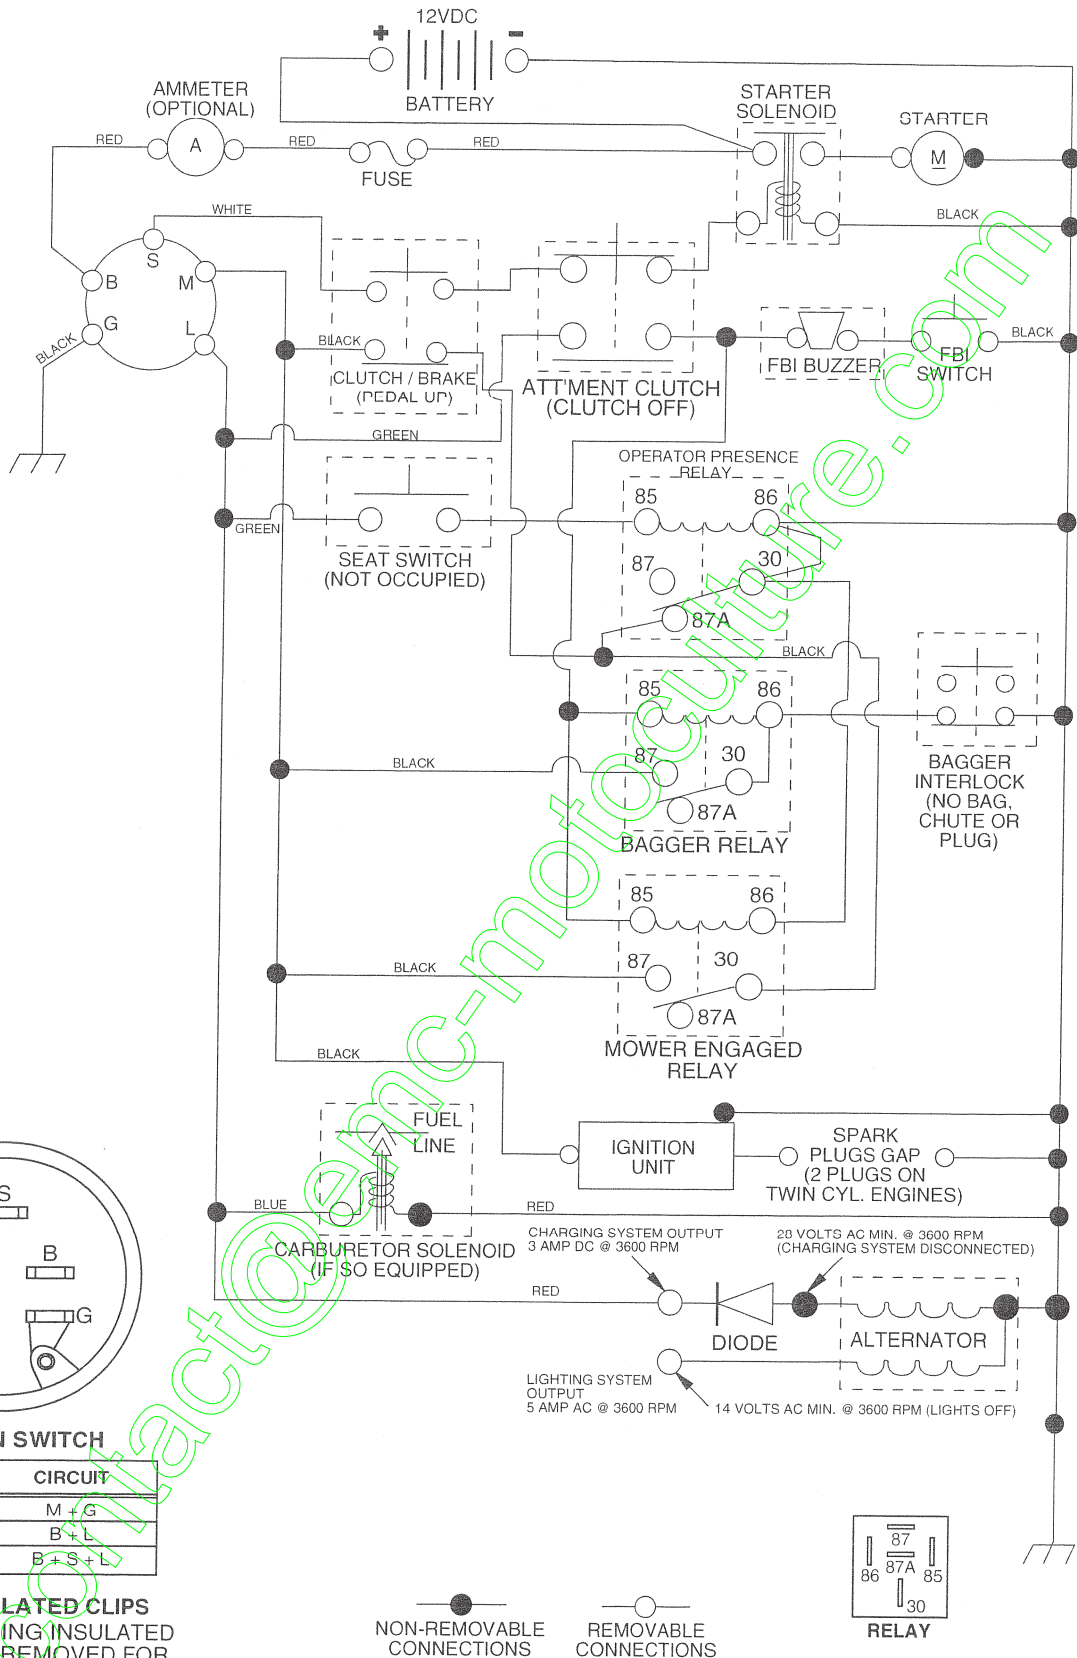 12VDC
+
-
BATTERY
AMMETER
(OPTIONAL)
RED
A
RED
FUSE
RED
STARTER
SOLENOID
STARTER
M
BLACK
WHITE
S
B
M
G
L
BLACK
BLACK
CLUTCH / BRAKE
(PEDAL UP)
ATT'MENT CLUTCH
(CLUTCH OFF)
FBI BUZZER
FBI
SWITCH
BLACK
GREEN
OPERATOR PRESENCE
RELAY
85
86
GREEN
SEAT SWITCH
(NOT OCCUPIED)
87
30
87A
BLACK
85
86
87
30
87A
BAGGER RELAY
BLACK
BAGGER
INTERLOCK
(NO BAG,
CHUTE OR
PLUG)
85
86
BLACK
87
30
87A
MOWER ENGAGED
RELAY
BLACK
FUEL
LINE
IGNITION
UNIT
SPARK
PLUGS GAP
(2 PLUGS ON
TWIN CYL. ENGINES)
BLUE
RED
CARBURETOR SOLENOID
(IF SO EQUIPPED)
CHARGING SYSTEM OUTPUT
3 AMP DC @ 3600 RPM
28 VOLTS AC MIN. @ 3600 RPM
(CHARGING SYSTEM DISCONNECTED)
RED
DIODE
ALTERNATOR
LIGHTING SYSTEM
OUTPUT
5 AMP AC @ 3600 RPM
14 VOLTS AC MIN. @ 3600 RPM (LIGHTS OFF)
S
B
G
N SWITCH
CIRCUIT
M + G
B + L
B + S + L
LATED CLIPS
ING INSULATED
REMOVED FOR
NON-REMOVABLE
CONNECTIONS
REMOVABLE
CONNECTIONS
87
87A
86
85
30
RELAY
contact@emc-motoculture.com